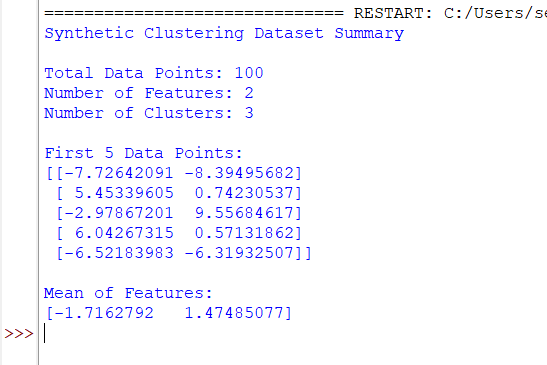 ============================== RESTART: C:/Users/se
Synthetic Clustering Dataset Summary
Total Data Points: 100
Number of Features: 2
Number of Clusters: 3
First 5 Data Points:
[[-7.72642091 -8.39495682]
 [ 5.45339605  0.74230537]
 [-2.97867201  9.55684617]
 [ 6.04267315  0.57131862]
 [-6.52183983 -6.31932507]]
Mean of Features:
[-1.7162792   1.47485077]
>>>